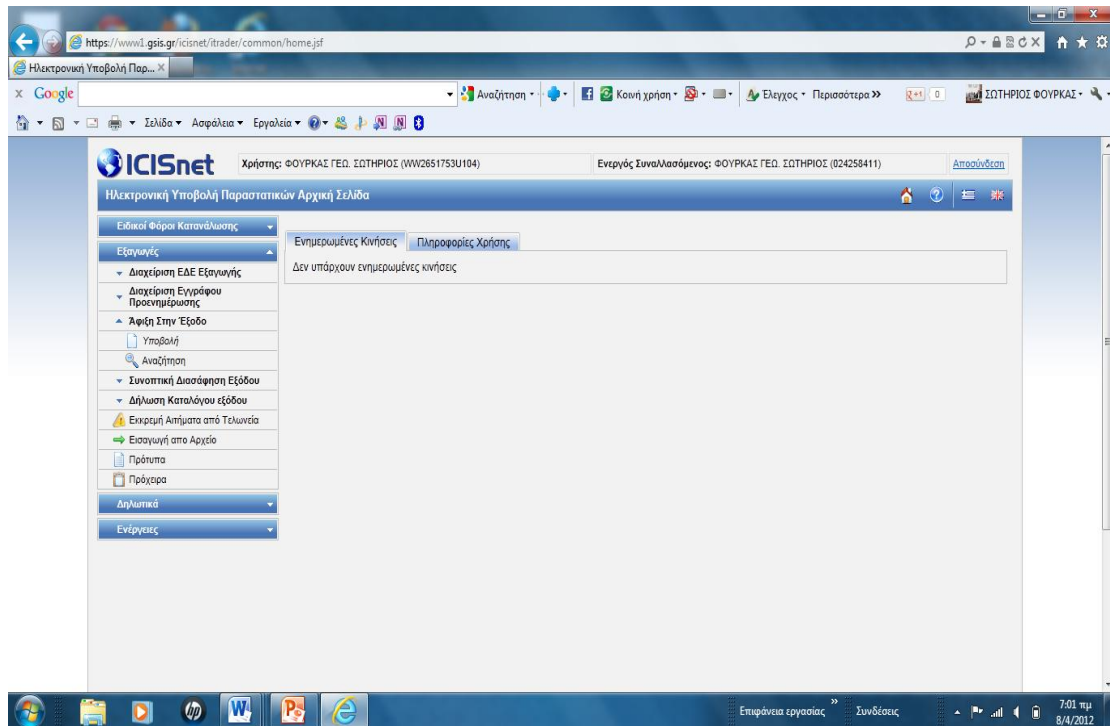 https://www1.gsis.gr/icisnet/itrader/common/home.jsf
Ηλεκτρονική Υποβολή Παρ... ×
x Google Αναζήτηση Κοινή χρήση Έλεγχος Περισσότερα >> +1 0 ΣΩΤΗΡΙΟΣ ΦΟΥΡΚΑΣ
Σελίδα Ασφάλεια Εργαλεία
ICISnet Χρήστης: ΦΟΥΡΚΑΣ ΓΕΩ. ΣΩΤΗΡΙΟΣ (WW2651753U104) Ενεργός Συναλλασόμενος: ΦΟΥΡΚΑΣ ΓΕΩ. ΣΩΤΗΡΙΟΣ (024258411) Αποσύνδεση
Ηλεκτρονική Υποβολή Παραστατικών Αρχική Σελίδα
Ειδικοί Φόροι Κατανάλωσης
Ενημερωμένες Κινήσεις Πληροφορίες Χρήσης
Εξαγωγές
Δεν υπάρχουν ενημερωμένες κινήσεις
Διαχείριση ΕΔΕ Εξαγωγής
Διαχείριση Εγγράφου
Προενημέρωσης
Άφιξη Στην Έξοδο
Υποβολή
Αναζήτηση
Συνοπτική Διασάφηση Εξόδου
Δήλωση Καταλόγου εξόδου
Εκκρεμή Αιτήματα από Τελωνεία
Εισαγωγή απο Αρχείο
Πρότυπα
Πρόχειρα
Δηλωτικά
Ενέργειες
Επιφάνεια εργασίας >> Συνδέσεις 7:01 πμ
8/4/2012